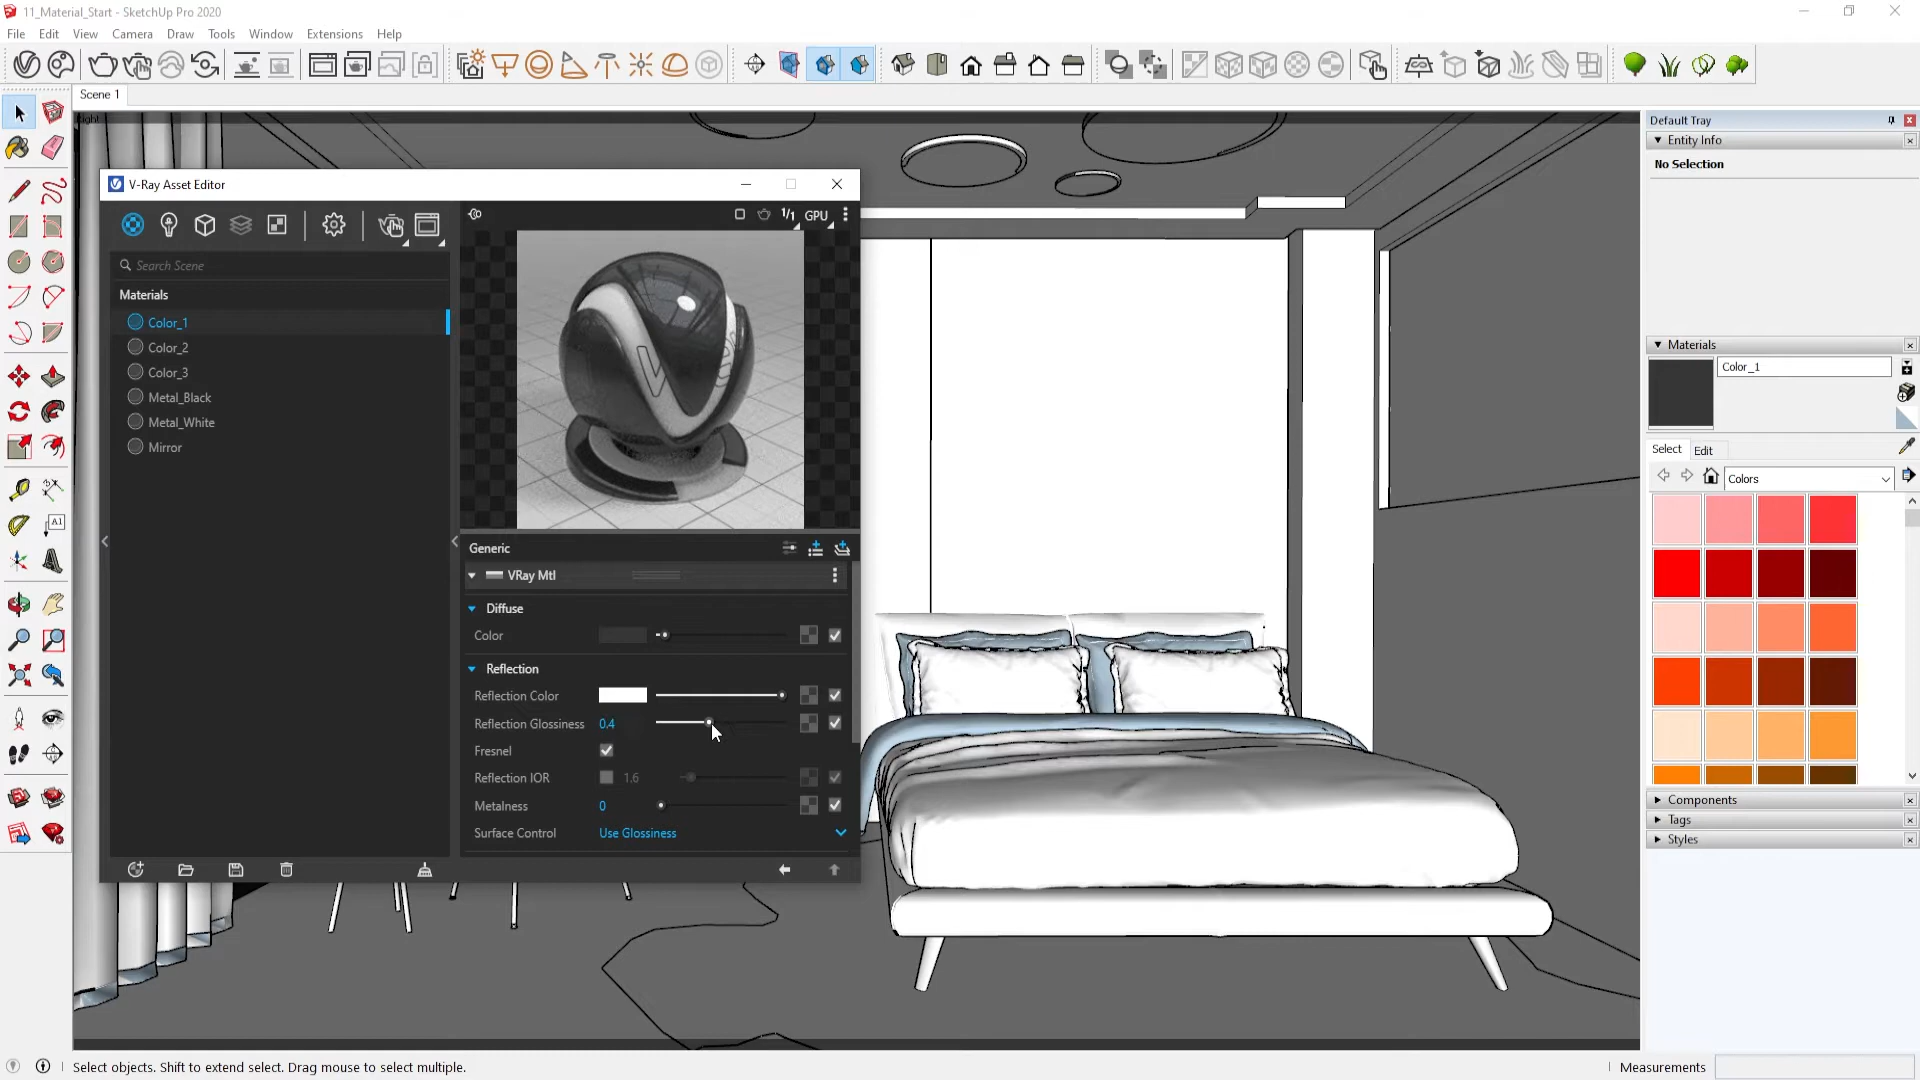 11_Material_Start - SketchUp Pro 2020
File Edit View Camera Draw Tools Window Extensions Help
Scene 1
Right
Default Tray
Entity Info
No Selection
V-Ray Asset Editor
1/1 GPU
Search Scene
Materials
Color_1
Color_2
Color_3
Metal_Black
Metal_White
Mirror
Generic
VRay Mtl
Diffuse
Color
Reflection
Reflection Color
Reflection Glossiness 0.4
Fresnel
Reflection IOR 1.6
Metalness 0
Surface Control Use Glossiness
Materials
Color_1
Select Edit
Colors
Components
Tags
Styles
Select objects. Shift to extend select. Drag mouse to select multiple.
Measurements